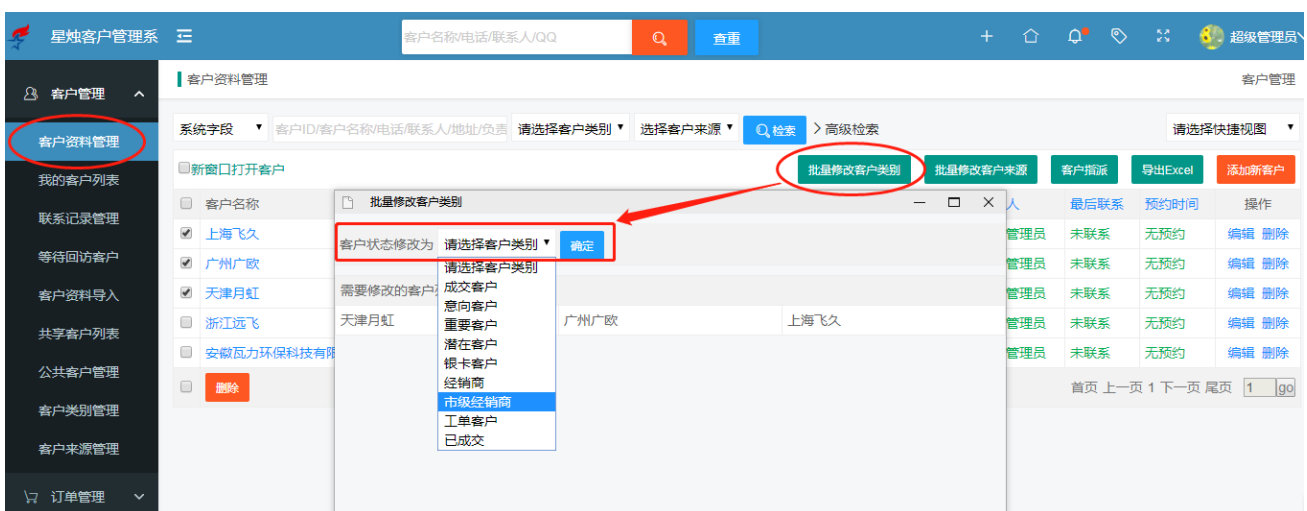 星烛客户管理系
客户名称/电话/联系人/QQ
查重
超级管理员
客户管理
客户资料管理
我的客户列表
联系记录管理
等待回访客户
客户资料导入
共享客户列表
公共客户管理
客户类别管理
客户来源管理
订单管理
客户资料管理
客户管理
系统字段
客户ID/客户名称/电话/联系人/地址/负责
请选择客户类别
选择客户来源
检索
高级检索
请选择快捷视图
新窗口打开客户
批量修改客户类别
批量修改客户来源
客户指派
导出Excel
添加新客户
客户名称
人
最后联系
预约时间
操作
上海飞久
管理员
未联系
无预约
编辑 删除
广州广欧
管理员
未联系
无预约
编辑 删除
天津月虹
管理员
未联系
无预约
编辑 删除
浙江远飞
管理员
未联系
无预约
编辑 删除
安徽瓦力环保科技有限
管理员
未联系
无预约
编辑 删除
删除
首页 上一页 1 下一页 尾页
1
go
批量修改客户类别
客户状态修改为
请选择客户类别
确定
请选择客户类别
成交客户
意向客户
重要客户
潜在客户
银卡客户
经销商
市级经销商
工单客户
已成交
需要修改的客户
天津月虹
广州广欧
上海飞久